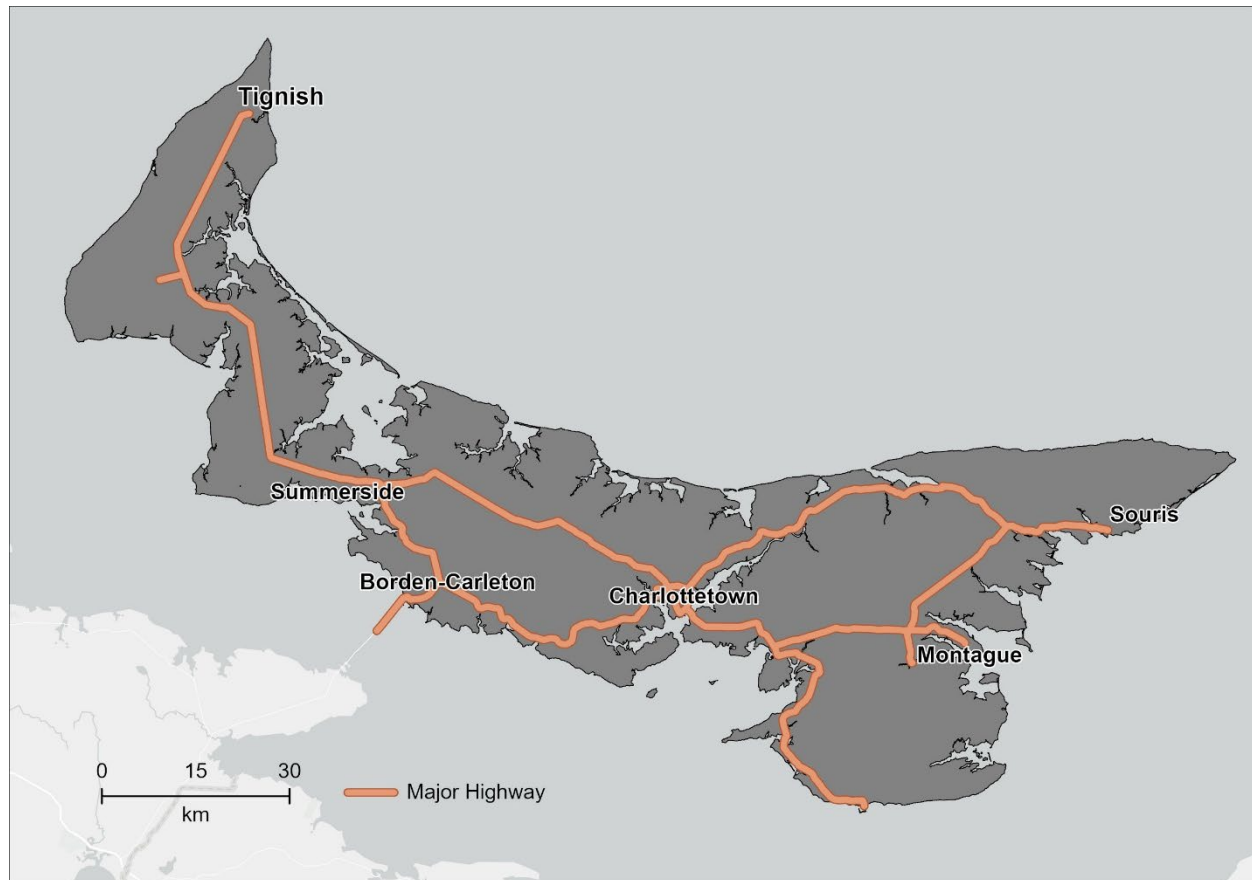 Tignish
Summerside
Souris
Borden-Carleton
Charlottetown
Montague
0 15 30
km
Major Highway